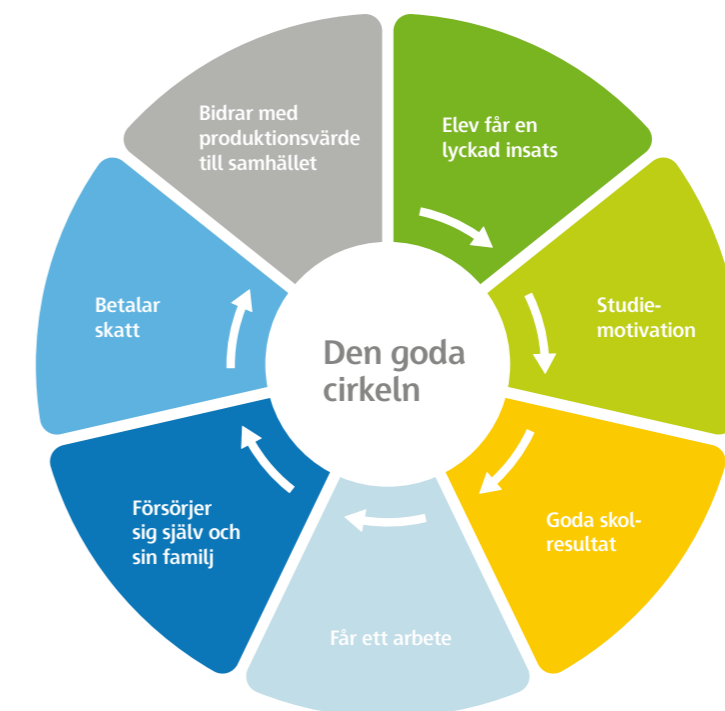 Den goda
cirkeln
Elev får en
lyckad insats
Studie-
motivation
Goda skol-
resultat
Får ett arbete
Försörjer
sig själv och
sin familj
Betalar
skatt
Bidrar med
produktionsvärde
till samhället